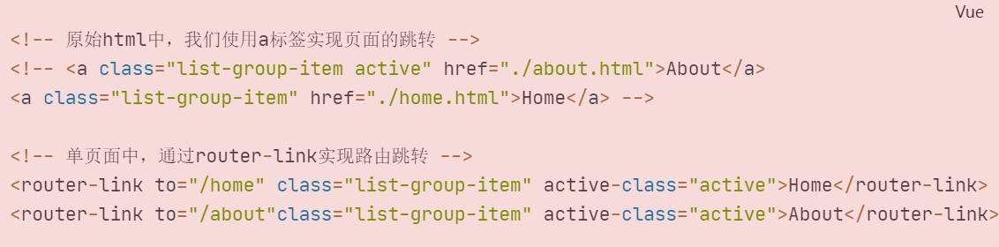 Vue
<!-- 原始html中，我们使用a标签实现页面的跳转 -->
<!-- <a class="list-group-item active" href="./about.html">About</a>
<a class="list-group-item" href="./home.html">Home</a> -->
<!-- 单页面中，通过router-link实现路由跳转 -->
<router-link to="/home" class="list-group-item" active-class="active">Home</router-link>
<router-link to="/about"class="list-group-item" active-class="active">About</router-link>